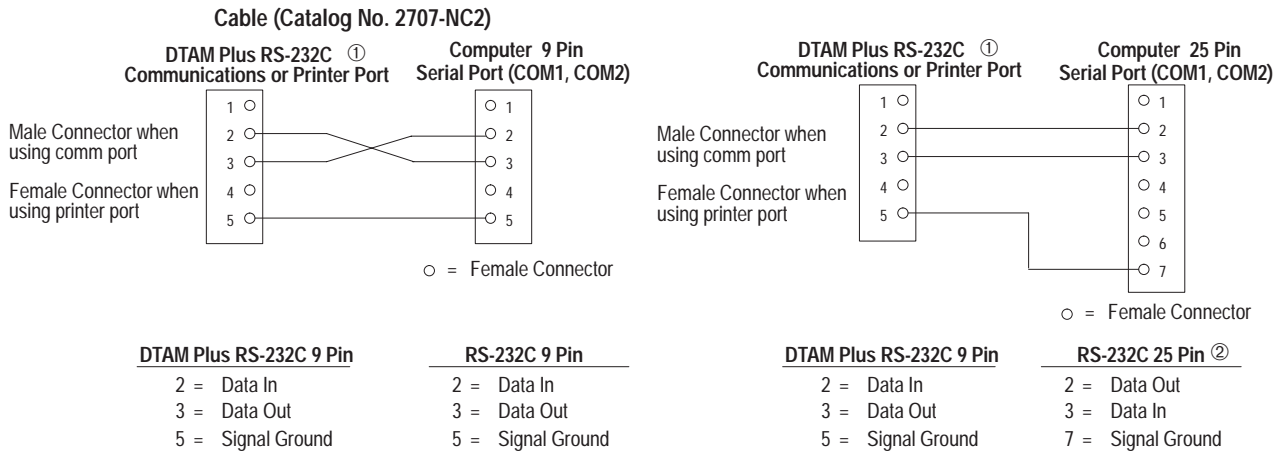 Cable (Catalog No. 2707-NC2)
DTAM Plus RS-232C ①
Communications or Printer Port
Computer 9 Pin
Serial Port (COM1, COM2)
Male Connector when
using comm port
Female Connector when
using printer port
1
2
3
4
5
1
2
3
4
5
= Female Connector
DTAM Plus RS-232C 9 Pin
2 = Data In
3 = Data Out
5 = Signal Ground
RS-232C 9 Pin
2 = Data In
3 = Data Out
5 = Signal Ground
DTAM Plus RS-232C ①
Communications or Printer Port
Computer 25 Pin
Serial Port (COM1, COM2)
Male Connector when
using comm port
Female Connector when
using printer port
1
2
3
4
5
1
2
3
4
5
6
7
= Female Connector
DTAM Plus RS-232C 9 Pin
2 = Data In
3 = Data Out
5 = Signal Ground
RS-232C 25 Pin ②
2 = Data Out
3 = Data In
7 = Signal Ground